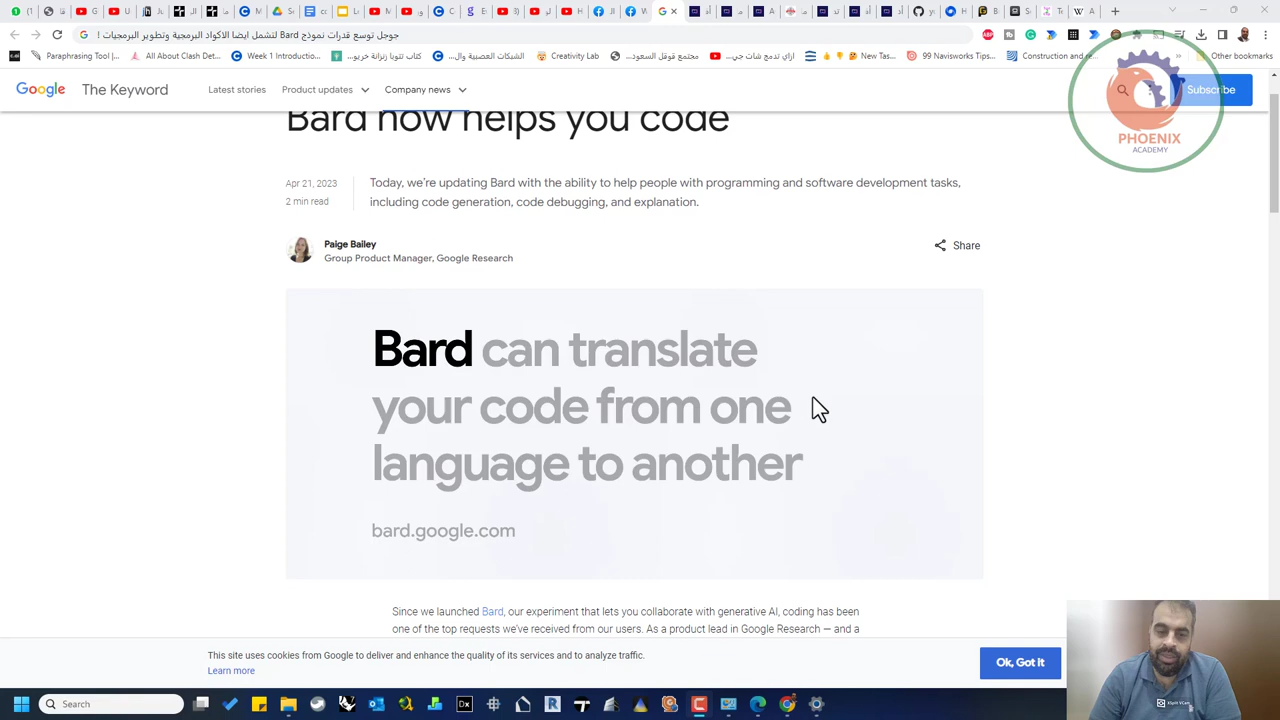 جوجل توسع قدرات نموذج Bard لتشمل ايضا الاكواد البرمجية وتطوير البرمجيات !
Paraphrasing Tool |...
All About Clash Det...
Week 1 Introductio...
Creativity Lab
New Tas...
99 Navisworks Tips...
Construction and re...
Other bookmarks
Google The Keyword
Latest stories
Product updates
Company news
Subscribe
PHOENIX
ACADEMY
Bard now helps you code
Apr 21, 2023
2 min read
Today, we're updating Bard with the ability to help people with programming and software development tasks,
including code generation, code debugging, and explanation.
Paige Bailey
Group Product Manager, Google Research
Share
Bard can translate
your code from one
language to another
bard.google.com
Since we launched Bard, our experiment that lets you collaborate with generative AI, coding has been
one of the top requests we've received from our users. As a product lead in Google Research — and a
This site uses cookies from Google to deliver and enhance the quality of its services and to analyze traffic.
Learn more
Ok, Got it
Search
XSplit VCam